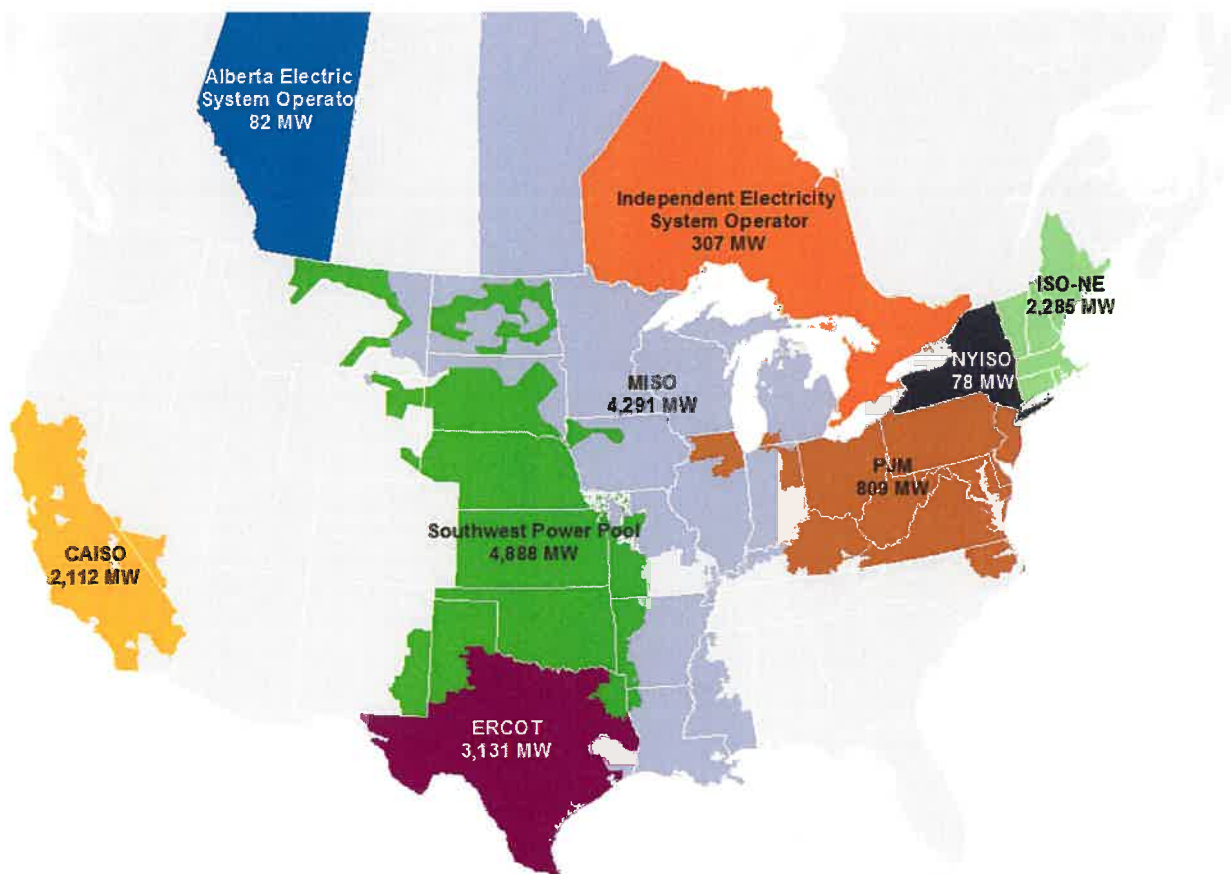 Alberta Electric
System Operator
82 MW
Independent Electricity
System Operator
307 MW
ISO-NE
2,285 MW
NYISO
78 MW
MISO
4,291 MW
PJM
809 MW
Southwest Power Pool
4,888 MW
CAISO
2,112 MW
ERCOT
3,131 MW